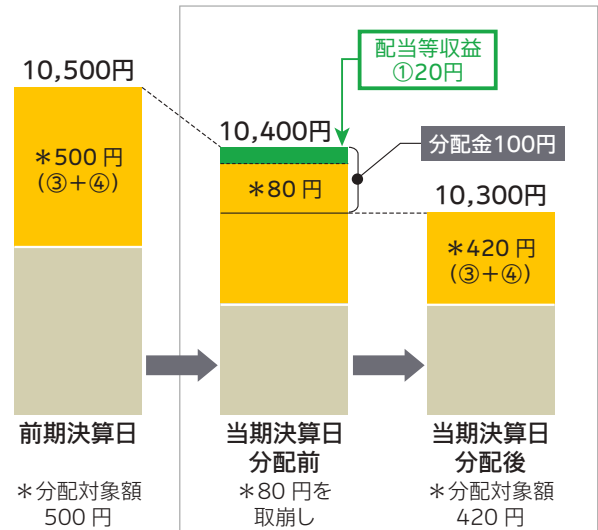 10,500円
＊500 円
(③＋④)
前期決算日
＊分配対象額
500 円
配当等収益
①20円
10,400円
分配金100円
＊80 円
当期決算日
分配前
＊80 円を
取崩し
10,300円
＊420 円
(③＋④)
当期決算日
分配後
＊分配対象額
420 円